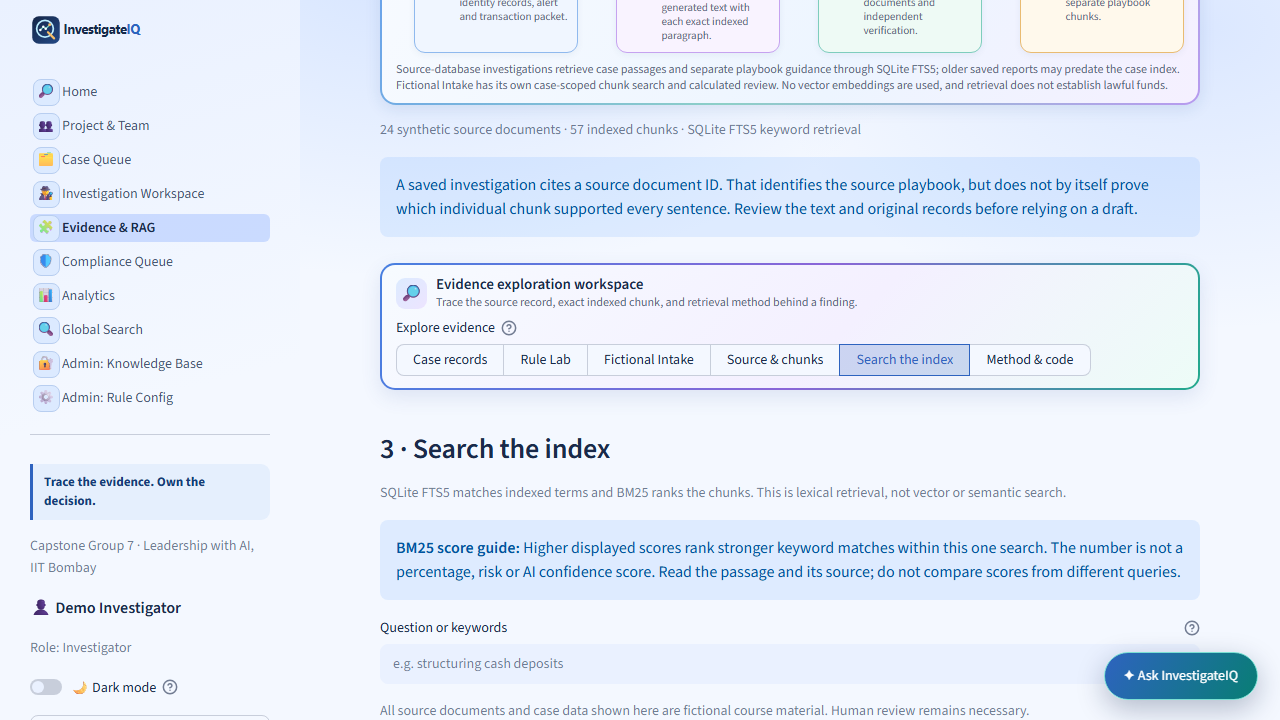 InvestigateIQ
Home
Project & Team
Case Queue
Investigation Workspace
Evidence & RAG
Compliance Queue
Analytics
Global Search
Admin: Knowledge Base
Admin: Rule Config
Trace the evidence. Own the
decision.
Capstone Group 7 · Leadership with AI,
IIT Bombay
Demo Investigator
Role: Investigator
Dark mode
identity records, alert
and transaction packet.
generated text with
each exact indexed
paragraph.
documents and
independent
verification.
separate playbook
chunks.
Source-database investigations retrieve case passages and separate playbook guidance through SQLite FTS5; older saved reports may predate the case index.
Fictional Intake has its own case-scoped chunk search and calculated review. No vector embeddings are used, and retrieval does not establish lawful funds.
24 synthetic source documents · 57 indexed chunks · SQLite FTS5 keyword retrieval
A saved investigation cites a source document ID. That identifies the source playbook, but does not by itself prove
which individual chunk supported every sentence. Review the text and original records before relying on a draft.
Evidence exploration workspace
Trace the source record, exact indexed chunk, and retrieval method behind a finding.
Explore evidence
Case records
Rule Lab
Fictional Intake
Source & chunks
Search the index
Method & code
3 · Search the index
SQLite FTS5 matches indexed terms and BM25 ranks the chunks. This is lexical retrieval, not vector or semantic search.
BM25 score guide: Higher displayed scores rank stronger keyword matches within this one search. The number is not a
percentage, risk or AI confidence score. Read the passage and its source; do not compare scores from different queries.
Question or keywords
e.g. structuring cash deposits
✦ Ask InvestigateIQ
All source documents and case data shown here are fictional course material. Human review remains necessary.